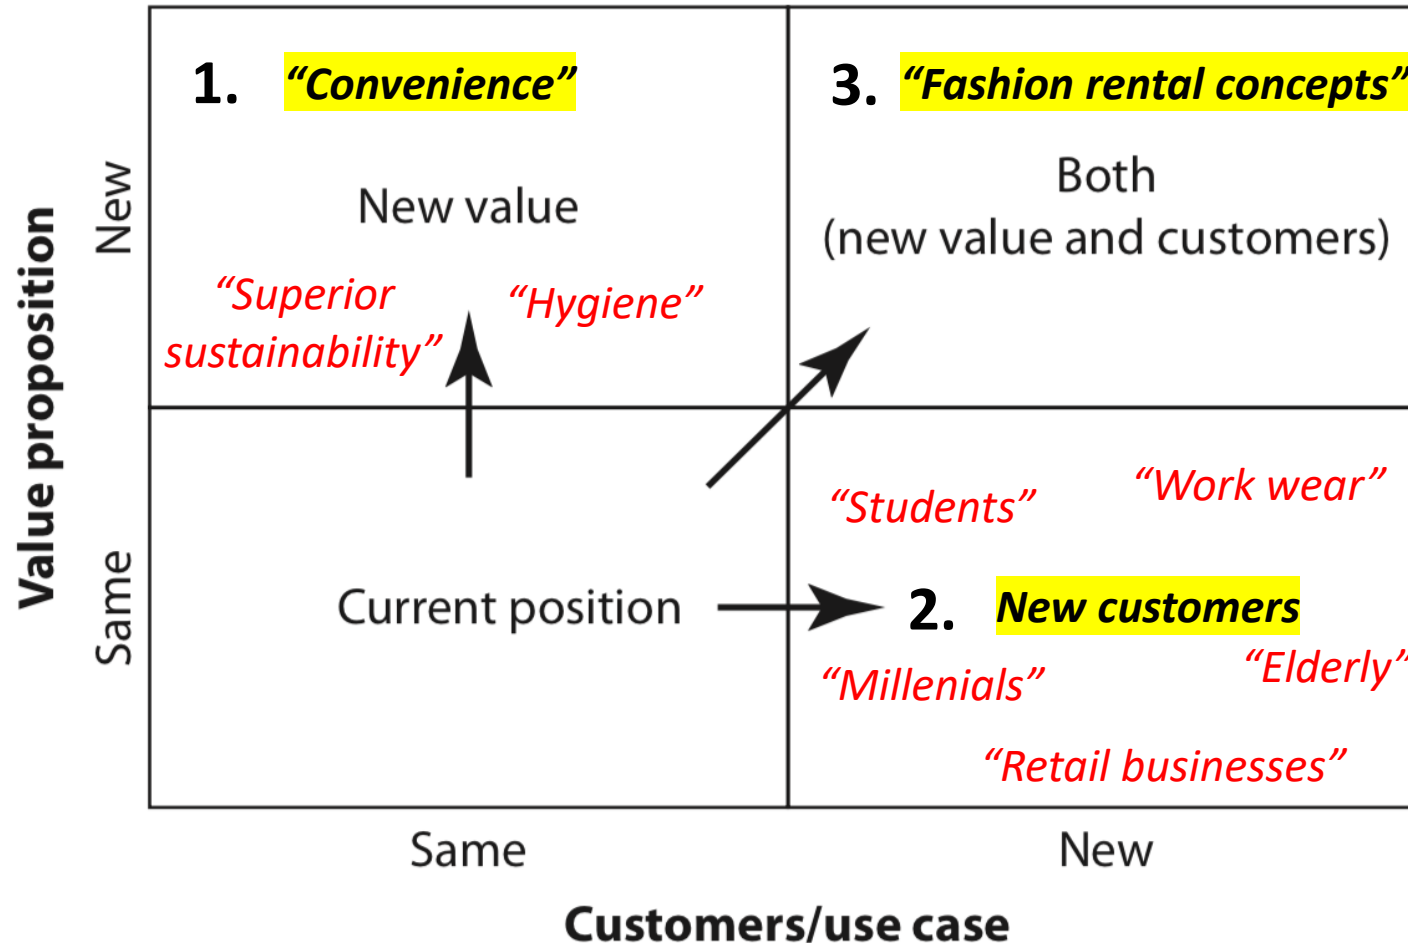 1. “Convenience”
New value
“Superior
sustainability”
“Hygiene”
3. “Fashion rental concepts”
Both
(new value and customers)
Current position
“Students”
“Work wear”
2. New customers
“Millenials”
“Elderly”
“Retail businesses”
Value proposition
New
Same
Same
New
Customers/use case